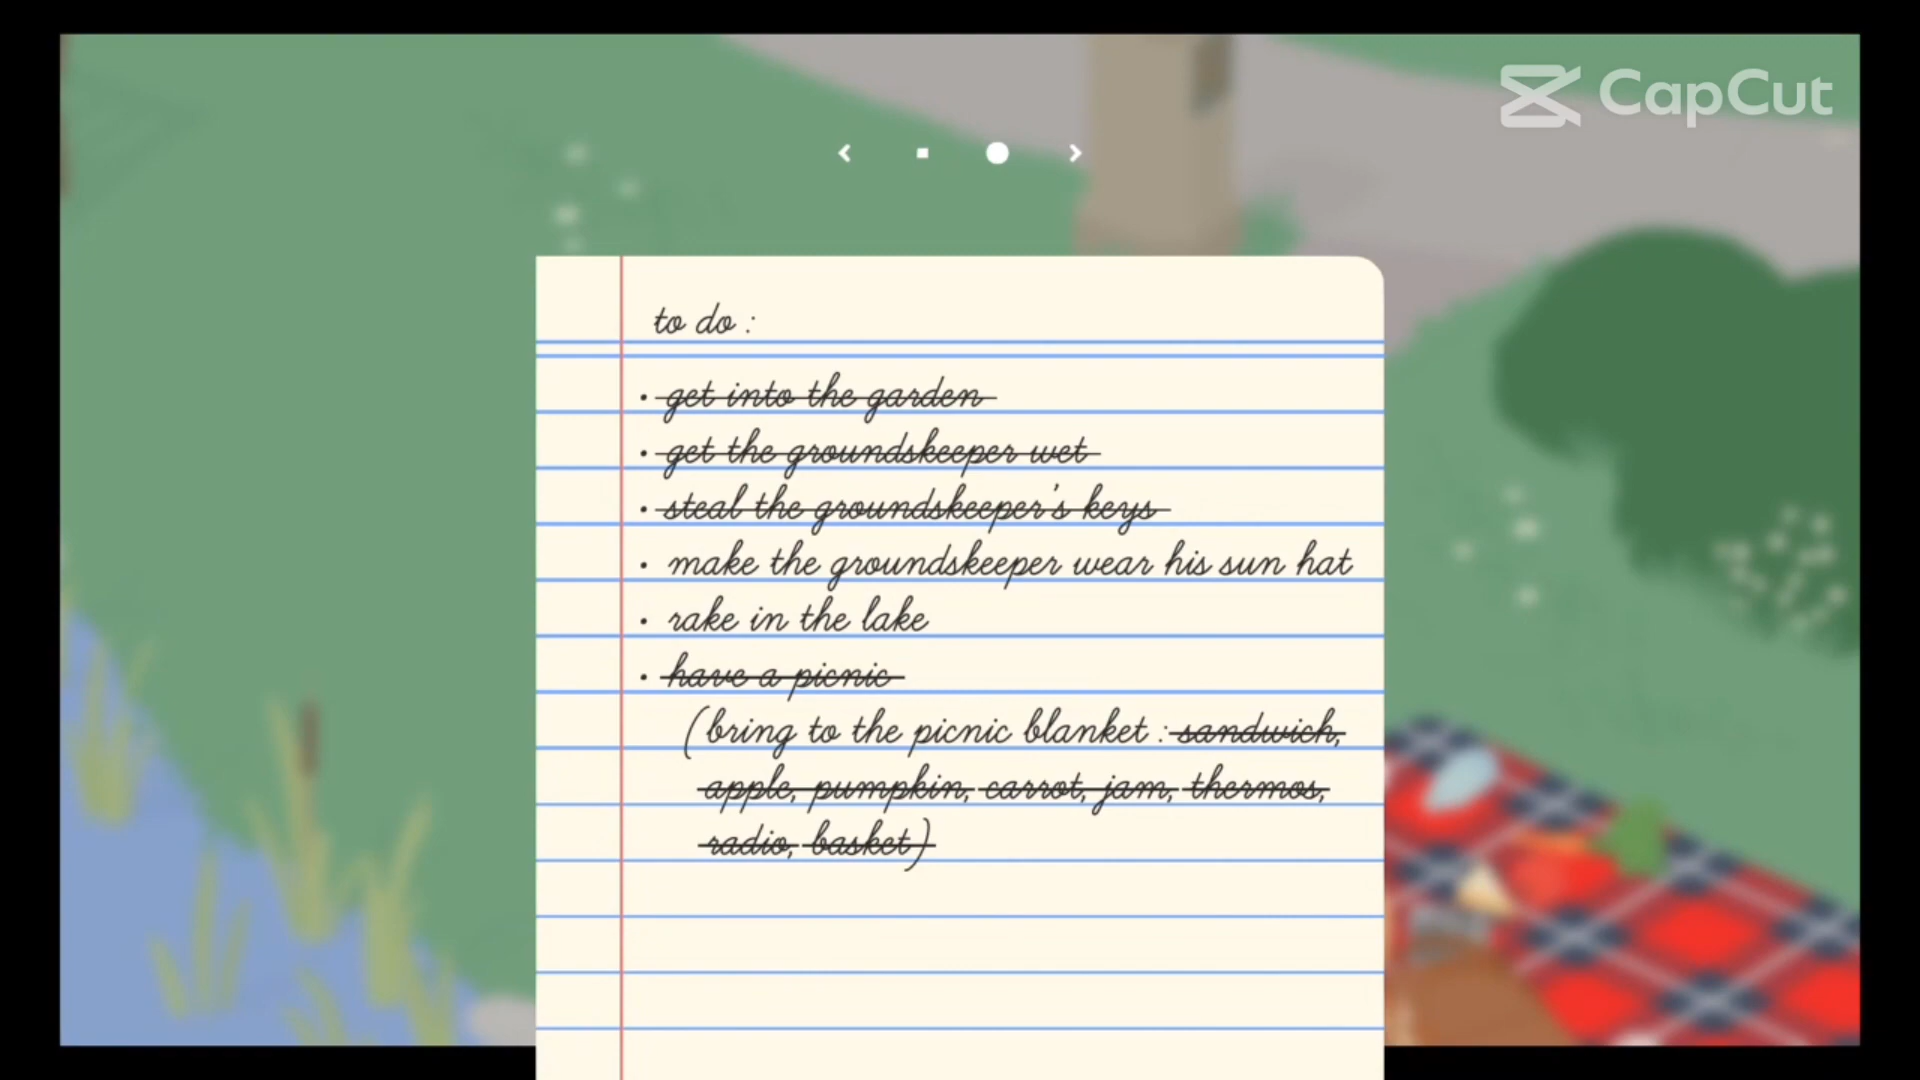 CapCut
to do :
• get into the garden
• get the groundskeeper wet
• steal the groundskeeper's keys
• make the groundskeeper wear his sun hat
• rake in the lake
• have a picnic
(bring to the picnic blanket : sandwich,
apple, pumpkin, carrot, jam, thermos,
radio, basket)